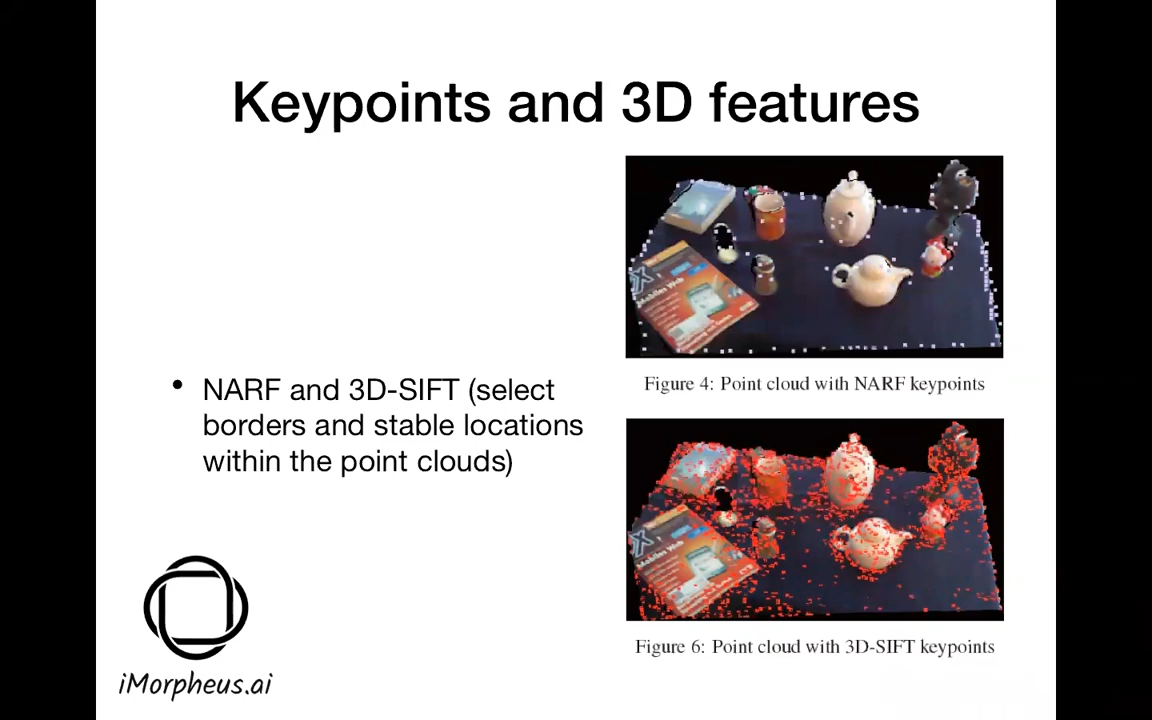 Keypoints and 3D features
• NARF and 3D-SIFT (select
borders and stable locations
within the point clouds)
Figure 4: Point cloud with NARF keypoints
Figure 6: Point cloud with 3D-SIFT keypoints
iMorpheus.ai